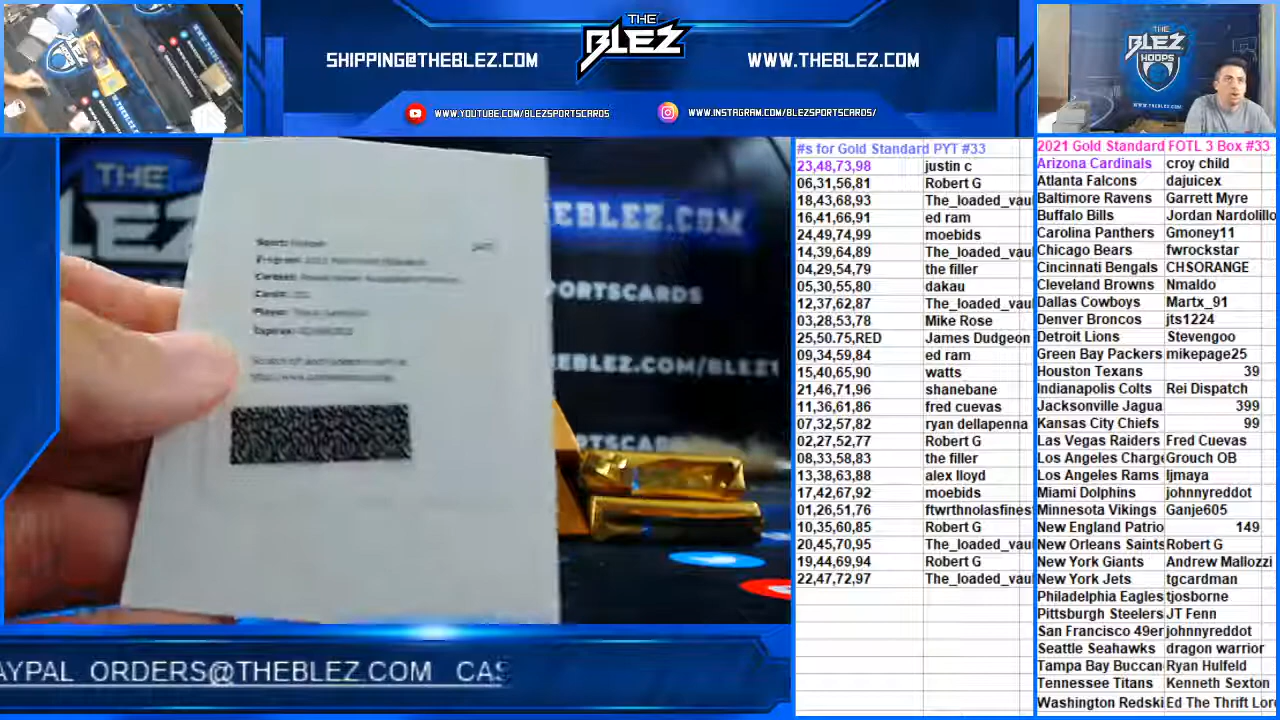 THE
BLEZ
HOOPS
THE
BLEZ
SHIPPING@THEBLEZ.COM
WWW.THEBLEZ.COM
WWW.YOUTUBE.COM/BLEZSPORTSCARDS
WWW.INSTAGRAM.COM/BLEZSPORTSCARDS/
THE
EBLEZ.COM
PORTSCARDS
BLEZ.COM/BLEZ
RTSCARDS
Sport:
Program:
Card#:
Player:
Expires:
AYPAL ORDERS@THEBLEZ.COM CAS
#s for Gold Standard PYT #33
23,48,73,98 justin c
06,31,56,81 Robert G
18,43,68,93 The_loaded_vau
16,41,66,91 ed ram
24,49,74,99 moebids
14,39,64,89 The_loaded_vau
04,29,54,79 the filler
05,30,55,80 dakau
12,37,62,87 The_loaded_vau
03,28,53,78 Mike Rose
25,50.75,RED James Dudgeon
09,34,59,84 ed ram
15,40,65,90 watts
21,46,71,96 shanebane
11,36,61,86 fred cuevas
07,32,57,82 ryan dellapenna
02,27,52,77 Robert G
08,33,58,83 the filler
13,38,63,88 alex lloyd
17,42,67,92 moebids
01,26,51,76 ftwrthnolasfines
10,35,60,85 Robert G
20,45,70,95 The_loaded_vau
19,44,69,94 Robert G
22,47,72,97 The_loaded_vau
2021 Gold Standard FOTL 3 Box #33
Arizona Cardinals croy child
Atlanta Falcons dajuicex
Baltimore Ravens Garrett Myre
Buffalo Bills Jordan Nardolillo
Carolina Panthers Gmoney11
Chicago Bears fwrockstar
Cincinnati Bengals CHSORANGE
Cleveland Browns Nmaldo
Dallas Cowboys Martx_91
Denver Broncos jts1224
Detroit Lions Stevengoo
Green Bay Packers mikepage25
Houston Texans 39
Indianapolis Colts Rei Dispatch
Jacksonville Jagua 399
Kansas City Chiefs 99
Las Vegas Raiders Fred Cuevas
Los Angeles Charge Grouch OB
Los Angeles Rams ljmaya
Miami Dolphins johnnyreddot
Minnesota Vikings Ganje605
New England Patrio 149
New Orleans Saints Robert G
New York Giants Andrew Mallozzi
New York Jets tgcardman
Philadelphia Eagles tjosborne
Pittsburgh Steelers JT Fenn
San Francisco 49er johnnyreddot
Seattle Seahawks dragon warrior
Tampa Bay Buccan Ryan Hulfeld
Tennessee Titans Kenneth Sexton
Washington Redski Ed The Thrift Lor